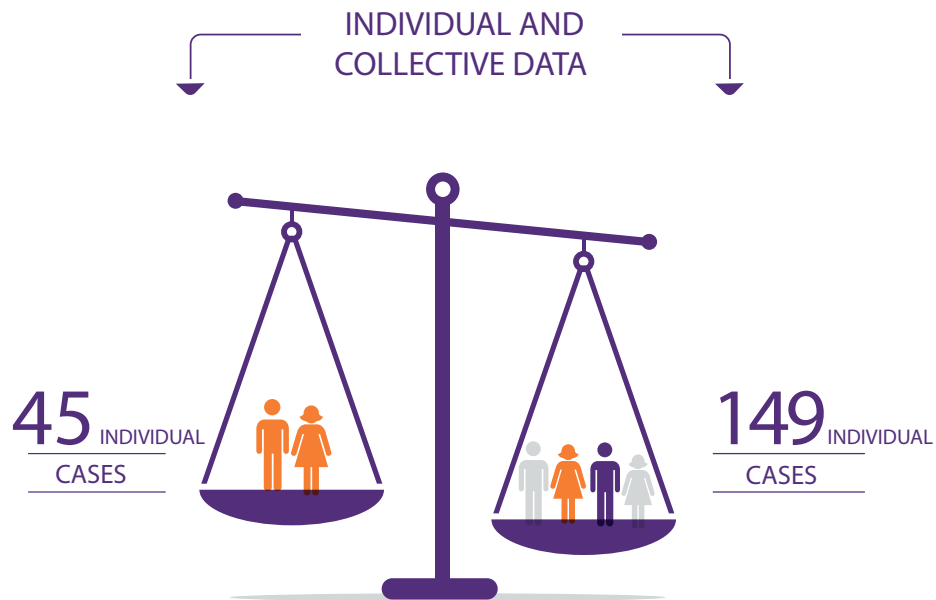 INDIVIDUAL AND
COLLECTIVE DATA
45 INDIVIDUAL
CASES
149 INDIVIDUAL
CASES